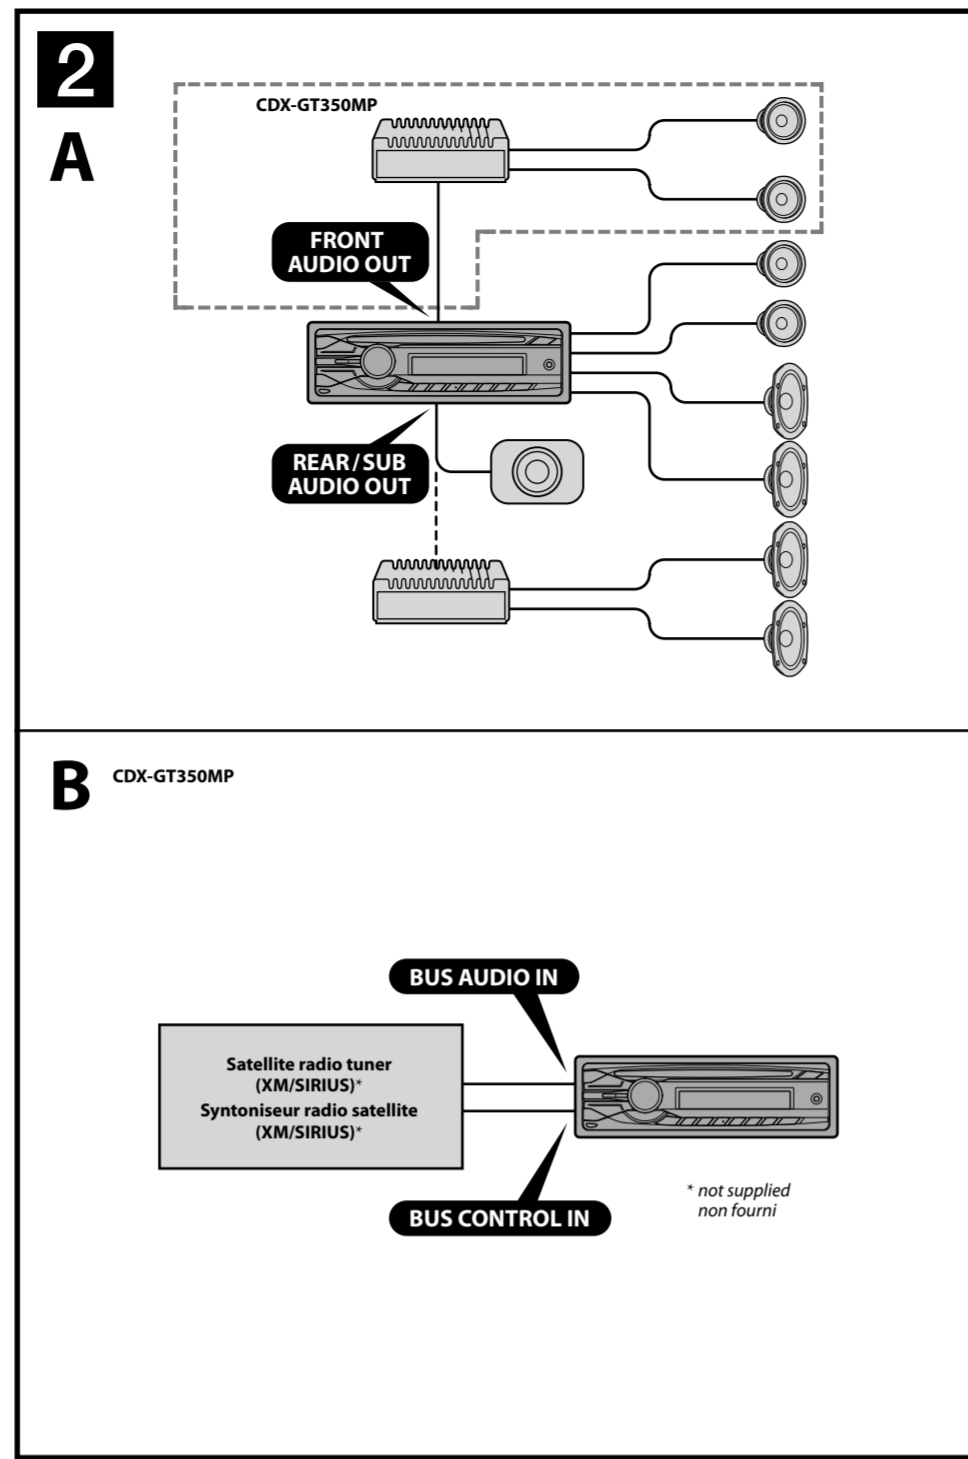 2
A
CDX-GT350MP
FRONT
AUDIO OUT
REAR/SUB
AUDIO OUT
B
CDX-GT350MP
BUS AUDIO IN
Satellite radio tuner
(XM/SIRIUS)*
Syntoniseur radio satellite
(XM/SIRIUS)*
BUS CONTROL IN
* not supplied
non fourni